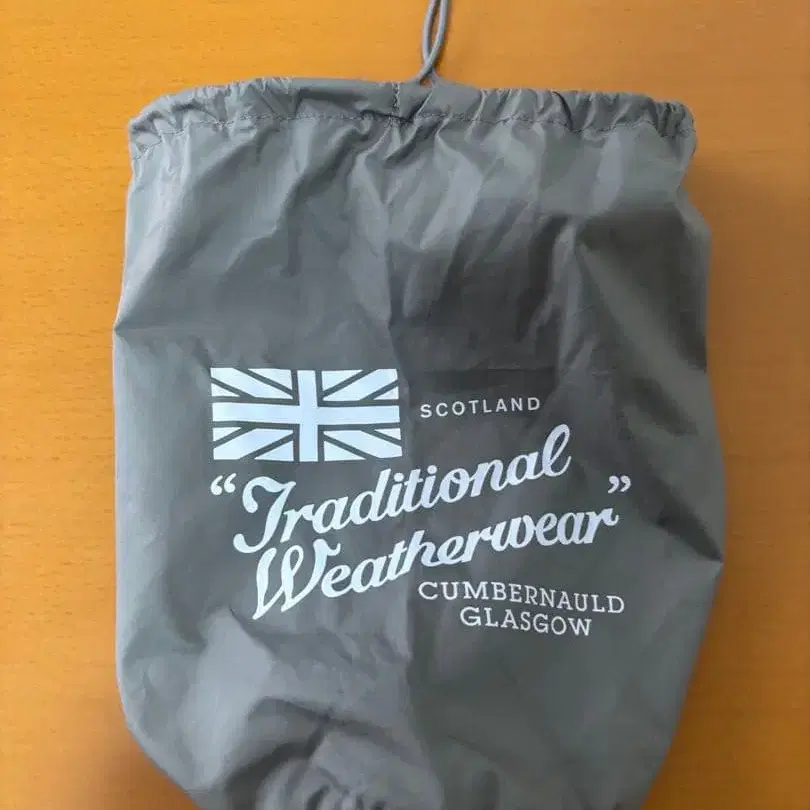 SCOTLAND
“Traditional
Weatherwear”
CUMBERNAULD
GLASGOW